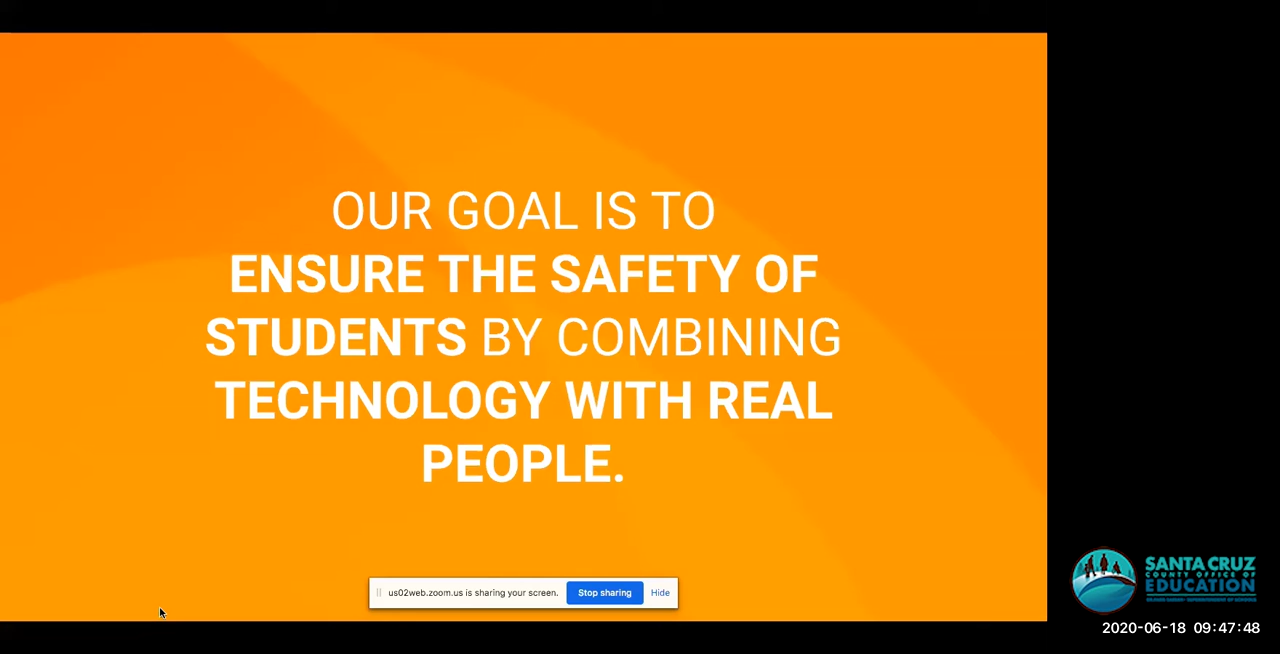 OUR GOAL IS TO
ENSURE THE SAFETY OF
STUDENTS BY COMBINING
TECHNOLOGY WITH REAL
PEOPLE.
us02web.zoom.us is sharing your screen. Stop sharing Hide
SANTA CRUZ
COUNTY OFFICE OF
EDUCATION
2020-06-18 09:47:48